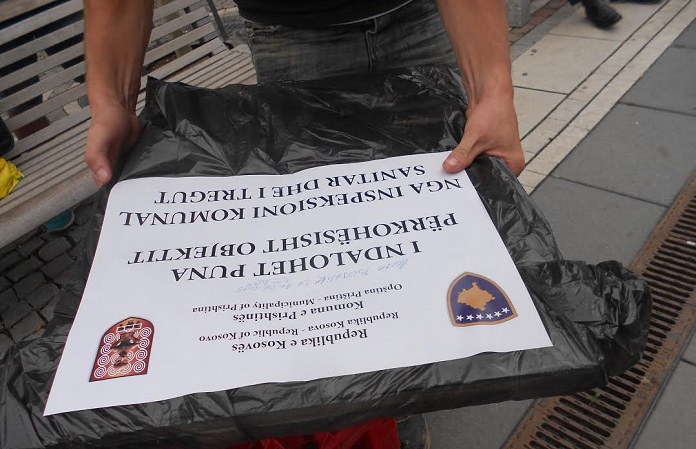 Republika e Kosovës
Republika Kosova - Republic of Kosovo
Komuna e Prishtinës
Opština Priština - Municipality of Prishtina
I NDALOHET PUNA
PËRKOHËSISHT OBJEKTIT
NGA INSPEKSIONI KOMUNAL
SANITAR DHE I TREGUT